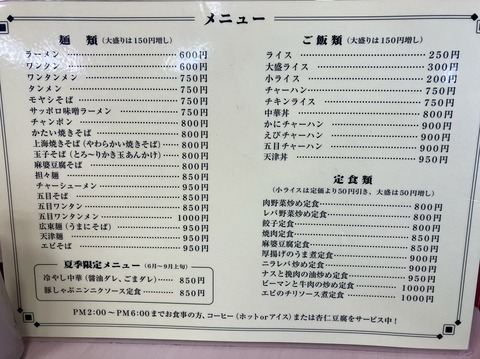 メニュー
麺 類 (大盛りは150円増し)
ラーメン 600円
ワンタン 600円
ワンタンメン 750円
タンメン 750円
モヤシそば 750円
サッポロ味噌ラーメン 750円
チャンポン 800円
かたい焼きそば 800円
上海焼きそば (やわらかい焼きそば) 800円
玉子そば (とろ〜りかき玉あんかけ) 800円
麻婆豆腐そば 800円
担々麺 850円
チャーシューメン 950円
五目そば 850円
五目ワンタン 850円
五目ワンタンメン 1000円
広東麺 (うまにそば) 950円
天津麺 950円
エビそば 950円
夏季限定メニュー (6月〜9月上旬)
冷やし中華 (醤油ダレ、ごまダレ) 850円
豚しゃぶニンニクソース定食 850円
ご飯類 (大盛りは150円増し)
ライス 250円
大盛ライス 300円
小ライス 200円
チャーハン 750円
チキンライス 750円
中華丼 800円
かにチャーハン 900円
えびチャーハン 900円
五目チャーハン 900円
天津丼 950円
定食類
(小ライスは定価より50円引き、大盛は50円増し)
肉野菜炒め定食 800円
レバ野菜炒め定食 800円
餃子定食 800円
焼肉定食 850円
麻婆豆腐定食 800円
厚揚げのうま煮定食 900円
ニラレバ炒め定食 900円
ナスと挽肉の油炒め定食 950円
ピーマンと牛肉の炒め定食 1000円
エビのチリソース煮定食 1000円
PM2:00〜PM6:00までお食事の方、コーヒー(ホットorアイス)または杏仁豆腐をサービス中!